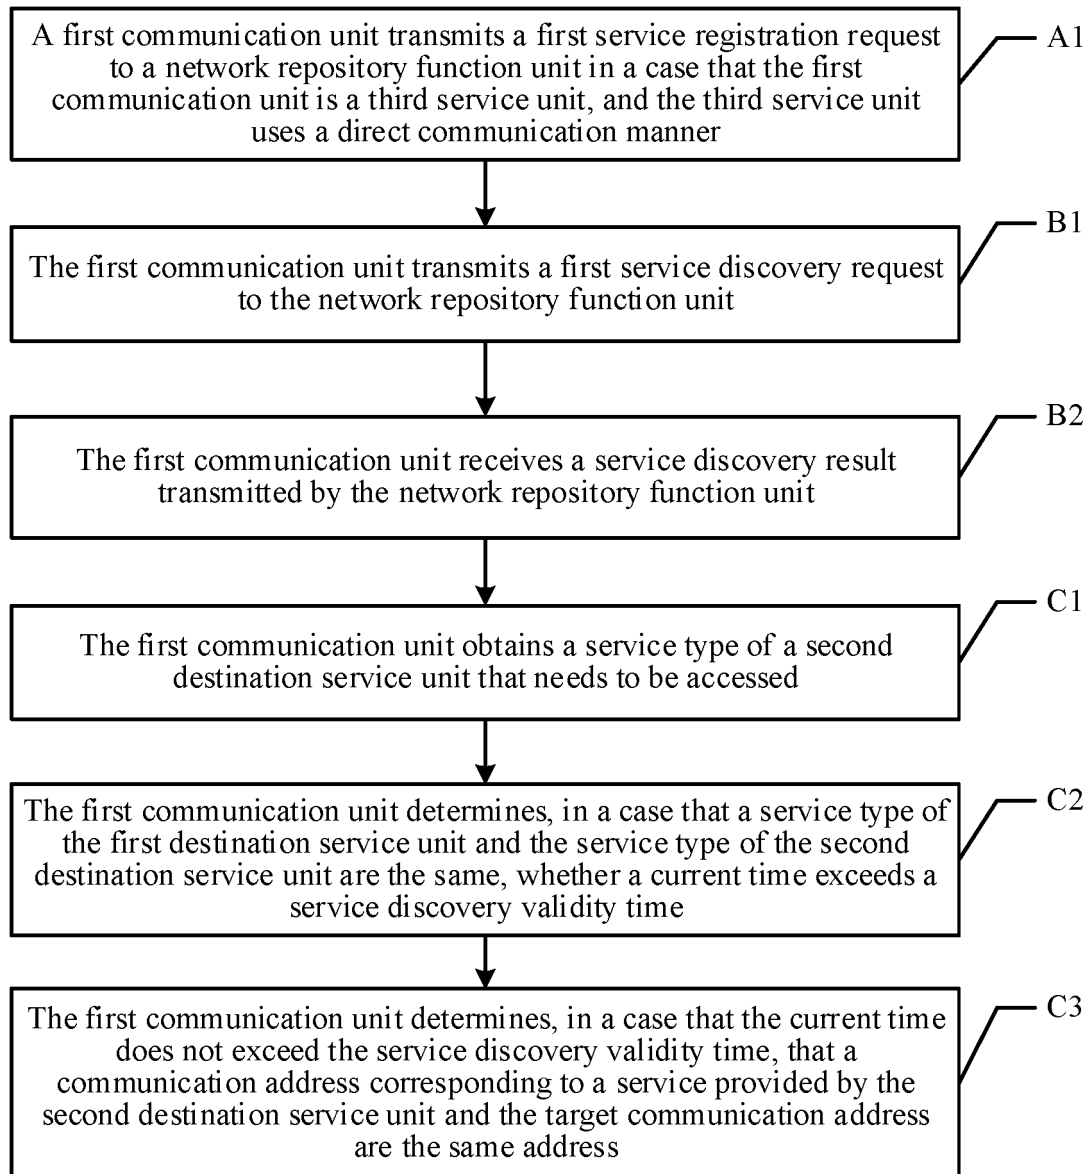 A first communication unit transmits a first service registration request
to a network repository function unit in a case that the first
communication unit is a third service unit, and the third service unit
uses a direct communication manner
A1
The first communication unit transmits a first service discovery request
to the network repository function unit
B1
The first communication unit receives a service discovery result
transmitted by the network repository function unit
B2
The first communication unit obtains a service type of a second
destination service unit that needs to be accessed
C1
The first communication unit determines, in a case that a service type of
the first destination service unit and the service type of the second
destination service unit are the same, whether a current time exceeds a
service discovery validity time
C2
The first communication unit determines, in a case that the current time
does not exceed the service discovery validity time, that a
communication address corresponding to a service provided by the
second destination service unit and the target communication address
are the same address
C3